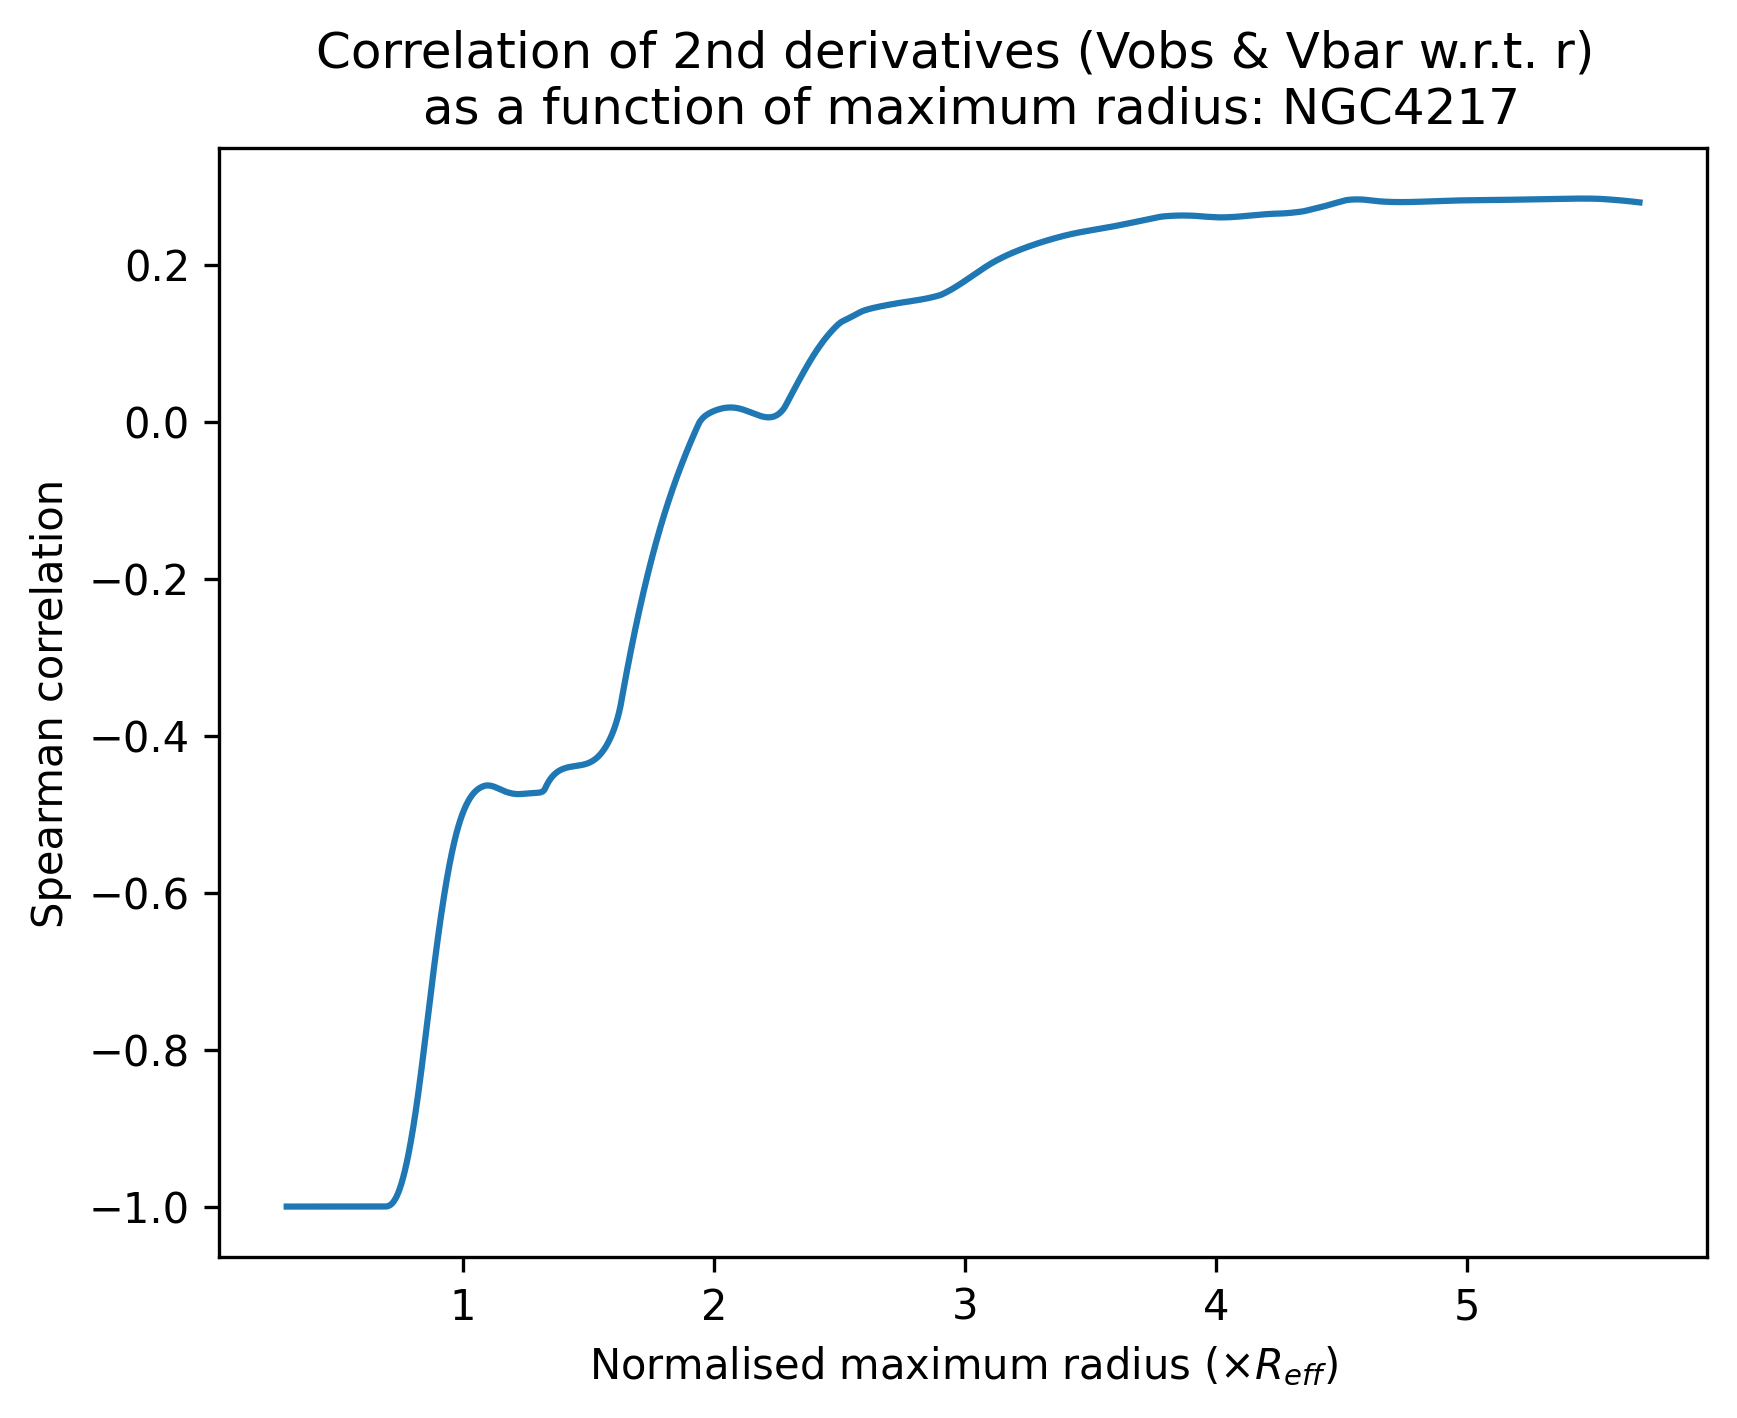 Correlation of 2nd derivatives (Vobs & Vbar w.r.t. r)
as a function of maximum radius: NGC4217
0.2
0.0
−0.2
−0.4
−0.6
−0.8
−1.0
Spearman correlation
1 2 3 4 5
Normalised maximum radius (×R_eff)